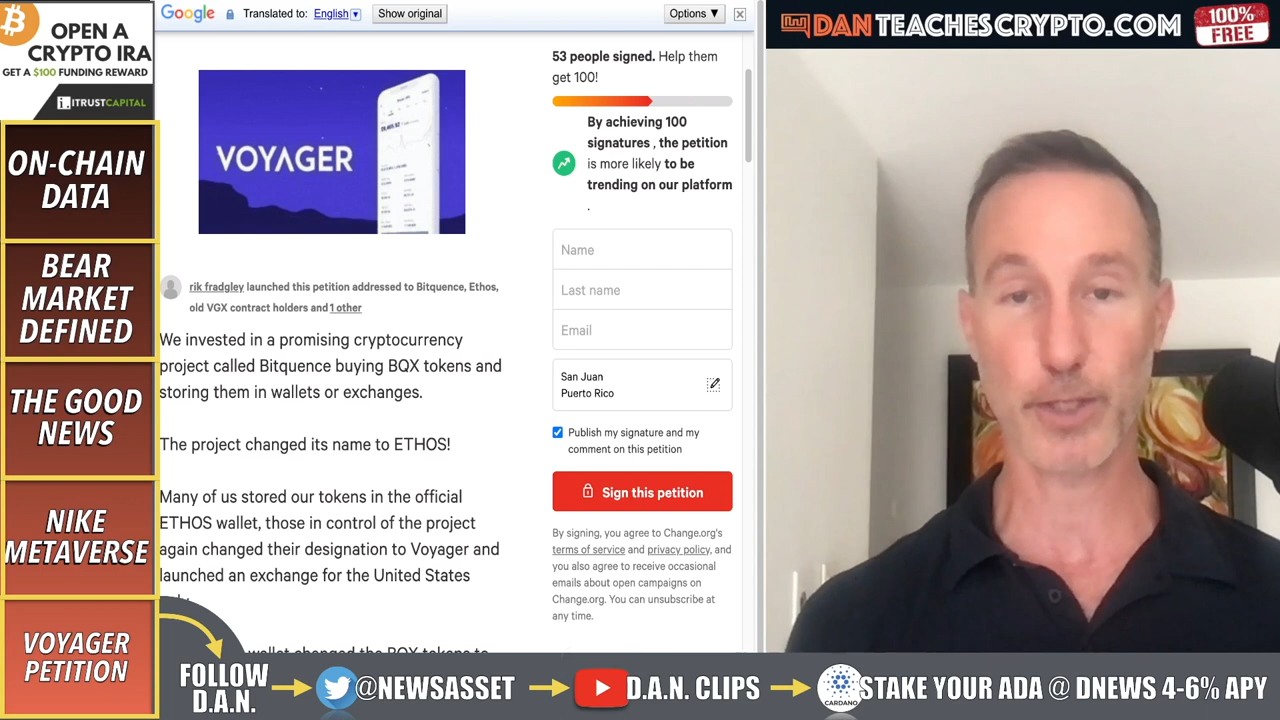 OPEN A
CRYPTO IRA
GET A $100 FUNDING REWARD
ITRUSTCAPITAL
ON-CHAIN
DATA
BEAR
MARKET
DEFINED
THE GOOD
NEWS
NIKE
METAVERSE
VOYAGER
PETITION
Google
Translated to: English
Show original
Options ▼
VOYAGER
rik fradgley launched this petition addressed to Bitquence, Ethos,
old VGX contract holders and 1 other
We invested in a promising cryptocurrency
project called Bitquence buying BQX tokens and
storing them in wallets or exchanges.
The project changed its name to ETHOS!
Many of us stored our tokens in the official
ETHOS wallet, those in control of the project
again changed their designation to Voyager and
launched an exchange for the United States
wallet changed the BQX tokens to
53 people signed. Help them
get 100!
By achieving 100
signatures , the petition
is more likely to be
trending on our platform
.
Name
Last name
Email
San Juan
Puerto Rico
Publish my signature and my
comment on this petition
Sign this petition
By signing, you agree to Change.org's
terms of service and privacy policy, and
you also agree to receive occasional
emails about open campaigns on
Change.org. You can unsubscribe at
any time.
DANTEACHESCRYPTO.COM
100%
FREE
FOLLOW
D.A.N.
@NEWSASSET
D.A.N. CLIPS
CARDANO
STAKE YOUR ADA @ DNEWS 4-6% APY